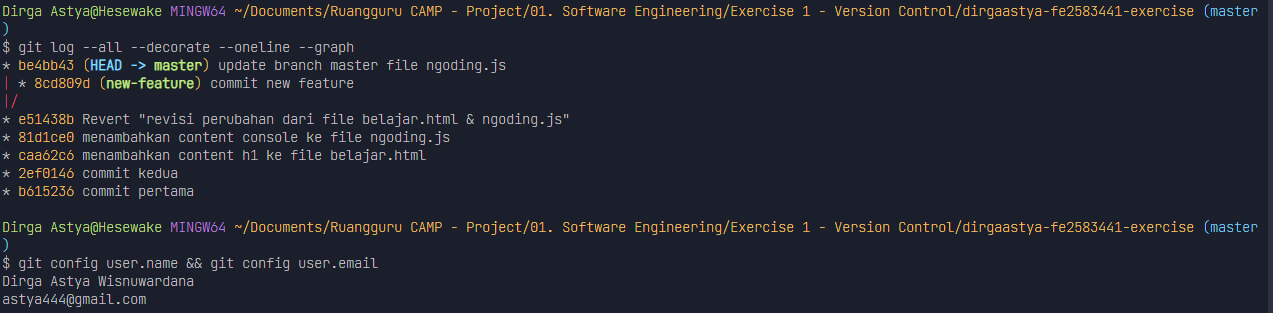 Dirga Astya@Hesewake MINGW64 ~/Documents/Ruangguru CAMP - Project/01. Software Engineering/Exercise 1 - Version Control/dirgaastya-fe2583441-exercise (master
)
$ git log --all --decorate --oneline --graph
* be4bb43 (HEAD -> master) update branch master file ngoding.js
| * 8cd809d (new-feature) commit new feature
|/
* e51438b Revert "revisi perubahan dari file belajar.html & ngoding.js"
* 81d1ce0 menambahkan content console ke file ngoding.js
* caa62c6 menambahkan content h1 ke file belajar.html
* 2ef0146 commit kedua
* b615236 commit pertama
Dirga Astya@Hesewake MINGW64 ~/Documents/Ruangguru CAMP - Project/01. Software Engineering/Exercise 1 - Version Control/dirgaastya-fe2583441-exercise (master
)
$ git config user.name && git config user.email
Dirga Astya Wisnuwardana
astya444@gmail.com